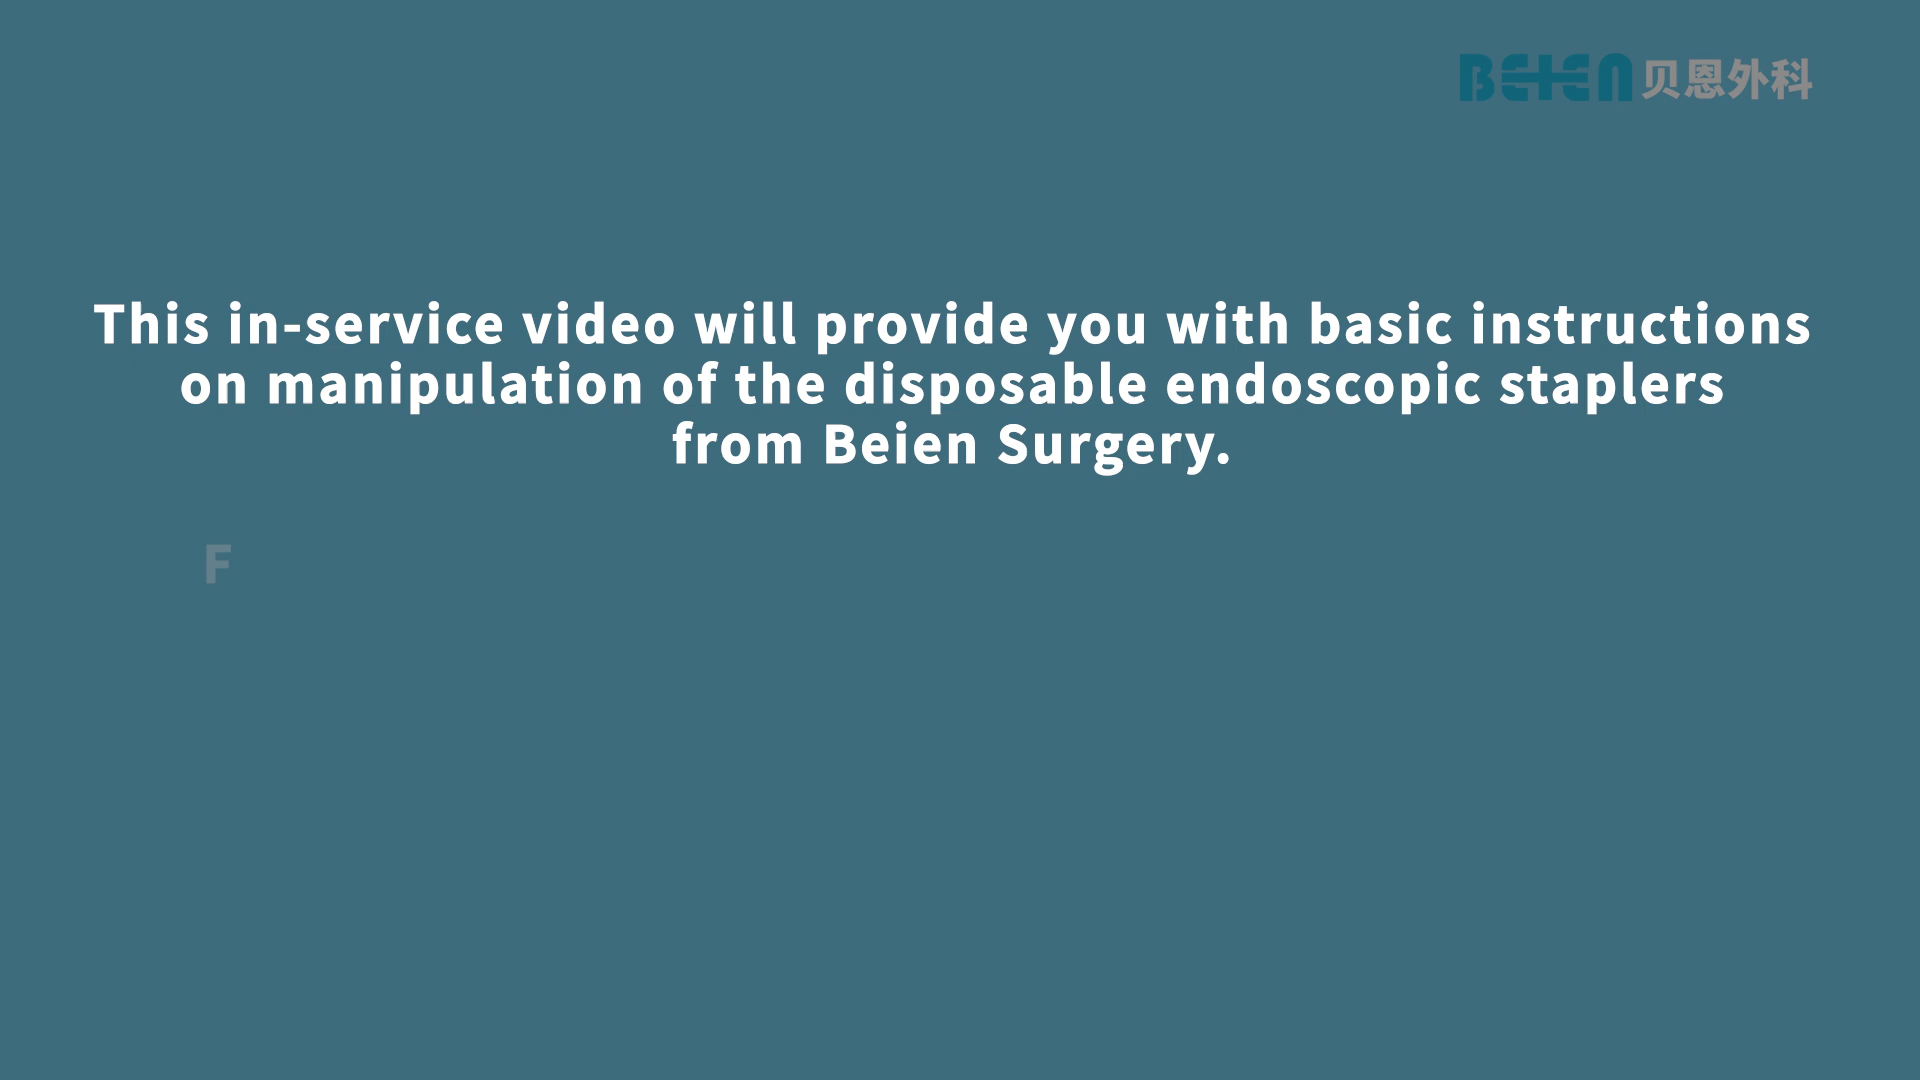 BEIEN 贝恩外科
This in-service video will provide you with basic instructions
on manipulation of the disposable endoscopic staplers
from Beien Surgery.
F